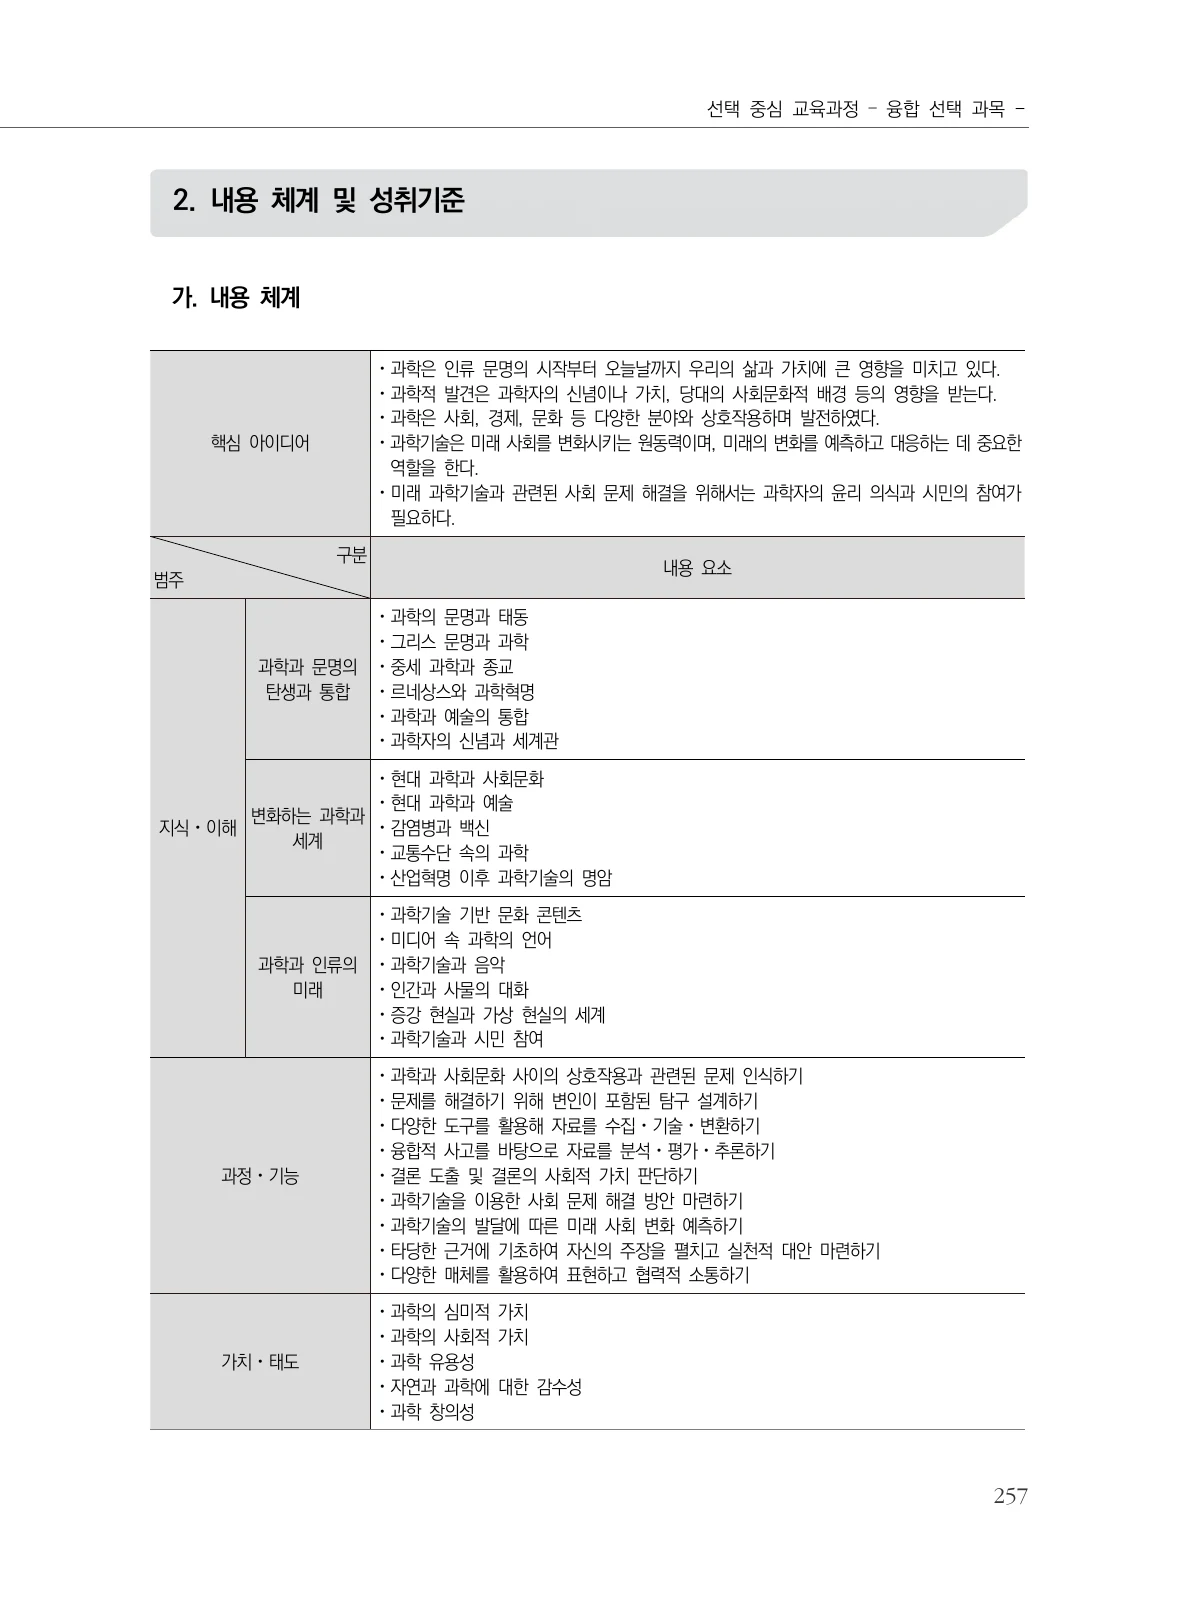 선택 중심 교육과정 - 융합 선택 과목 -
2. 내용 체계 및 성취기준
가. 내용 체계
핵심 아이디어
• 과학은 인류 문명의 시작부터 오늘날까지 우리의 삶과 가치에 큰 영향을 미치고 있다.
• 과학적 발견은 과학자의 신념이나 가치, 당대의 사회문화적 배경 등의 영향을 받는다.
• 과학은 사회, 경제, 문화 등 다양한 분야와 상호작용하며 발전하였다.
• 과학기술은 미래 사회를 변화시키는 원동력이며, 미래의 변화를 예측하고 대응하는 데 중요한
역할을 한다.
• 미래 과학기술과 관련된 사회 문제 해결을 위해서는 과학자의 윤리 의식과 시민의 참여가
필요하다.
구분
범주
내용 요소
지식・이해
과학과 문명의
탄생과 통합
• 과학의 문명과 태동
• 그리스 문명과 과학
• 중세 과학과 종교
• 르네상스와 과학혁명
• 과학과 예술의 통합
• 과학자의 신념과 세계관
변화하는 과학과
세계
• 현대 과학과 사회문화
• 현대 과학과 예술
• 감염병과 백신
• 교통수단 속의 과학
• 산업혁명 이후 과학기술의 명암
과학과 인류의
미래
• 과학기술 기반 문화 콘텐츠
• 미디어 속 과학의 언어
• 과학기술과 음악
• 인간과 사물의 대화
• 증강 현실과 가상 현실의 세계
• 과학기술과 시민 참여
과정・기능
• 과학과 사회문화 사이의 상호작용과 관련된 문제 인식하기
• 문제를 해결하기 위해 변인이 포함된 탐구 설계하기
• 다양한 도구를 활용해 자료를 수집・기술・변환하기
• 융합적 사고를 바탕으로 자료를 분석・평가・추론하기
• 결론 도출 및 결론의 사회적 가치 판단하기
• 과학기술을 이용한 사회 문제 해결 방안 마련하기
• 과학기술의 발달에 따른 미래 사회 변화 예측하기
• 타당한 근거에 기초하여 자신의 주장을 펼치고 실천적 대안 마련하기
• 다양한 매체를 활용하여 표현하고 협력적 소통하기
가치・태도
• 과학의 심미적 가치
• 과학의 사회적 가치
• 과학 유용성
• 자연과 과학에 대한 감수성
• 과학 창의성
257